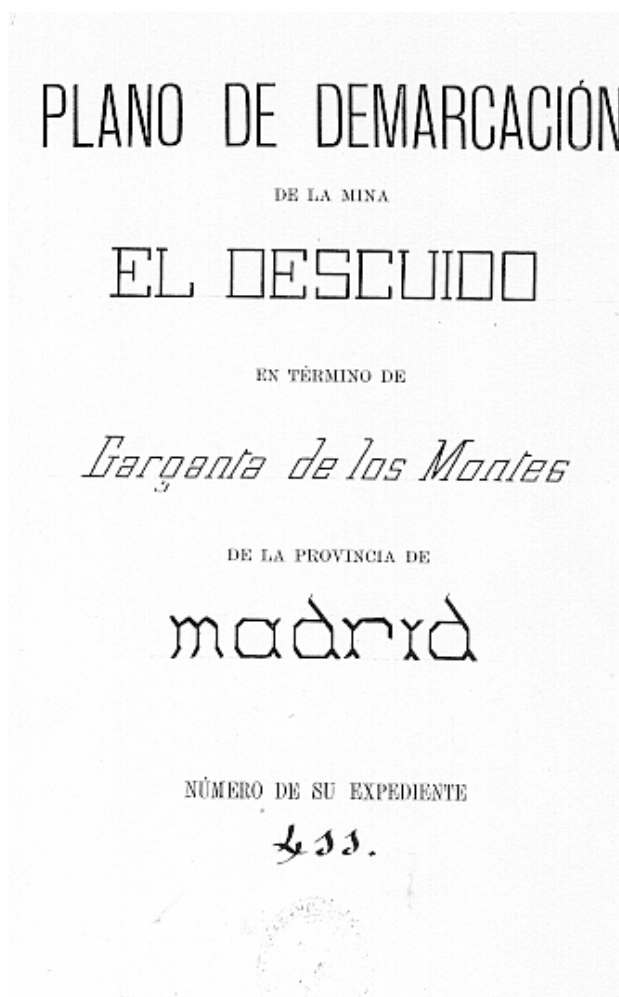 PLANO DE DEMARCACIÓN
DE LA MINA
EL DESCUIDO
EN TÉRMINO DE
Garganta de los Montes
DE LA PROVINCIA DE
madrid
NÚMERO DE SU EXPEDIENTE